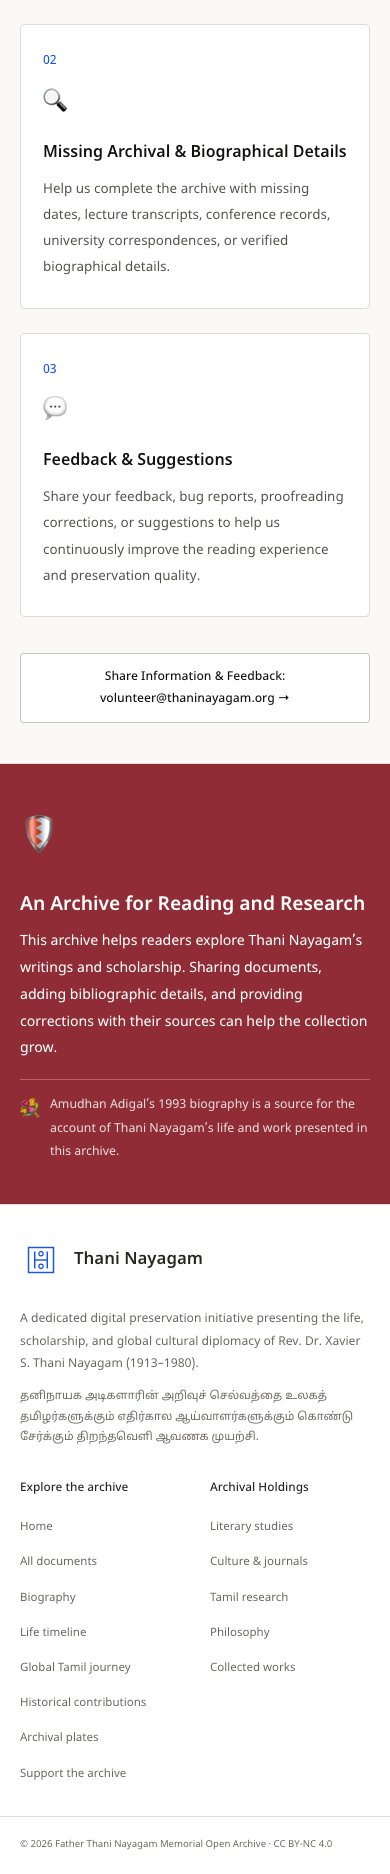 02
Missing Archival & Biographical Details
Help us complete the archive with missing
dates, lecture transcripts, conference records,
university correspondences, or verified
biographical details.
03
Feedback & Suggestions
Share your feedback, bug reports, proofreading
corrections, or suggestions to help us
continuously improve the reading experience
and preservation quality.
Share Information & Feedback:
volunteer@thaninayagam.org →
An Archive for Reading and Research
This archive helps readers explore Thani Nayagam’s
writings and scholarship. Sharing documents,
adding bibliographic details, and providing
corrections with their sources can help the collection
grow.
Amudhan Adigal’s 1993 biography is a source for the
account of Thani Nayagam’s life and work presented in
this archive.
Thani Nayagam
A dedicated digital preservation initiative presenting the life,
scholarship, and global cultural diplomacy of Rev. Dr. Xavier
S. Thani Nayagam (1913–1980).
தனிநாயக அடிகளாரின் அறிவுச் செல்வத்தை உலகத்
தமிழர்களுக்கும் எதிர்கால ஆய்வாளர்களுக்கும் கொண்டு
சேர்க்கும் திறந்தவெளி ஆவணக முயற்சி.
Explore the archive
Home
All documents
Biography
Life timeline
Global Tamil journey
Historical contributions
Archival plates
Support the archive
Archival Holdings
Literary studies
Culture & journals
Tamil research
Philosophy
Collected works
© 2026 Father Thani Nayagam Memorial Open Archive · CC BY-NC 4.0